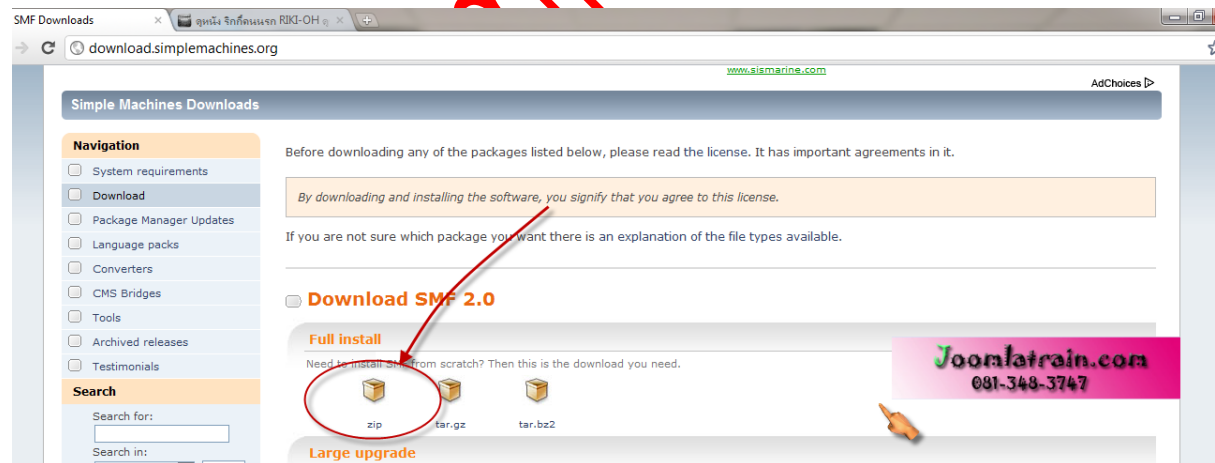 SMF Downloads
ดูหนัง ริกกี้คนนรก RIKI-OH ดุ
download.simplemachines.org
www.sismarine.com
AdChoices
Simple Machines Downloads
Navigation
System requirements
Download
Package Manager Updates
Language packs
Converters
CMS Bridges
Tools
Archived releases
Testimonials
Search
Search for:
Search in:
Before downloading any of the packages listed below, please read the license. It has important agreements in it.
By downloading and installing the software, you signify that you agree to this license.
If you are not sure which package you want there is an explanation of the file types available.
Download SMF 2.0
Full install
Need to install SMF from scratch? Then this is the download you need.
zip
tar.gz
tar.bz2
Large upgrade
Joomlatrain.com
081-348-3747